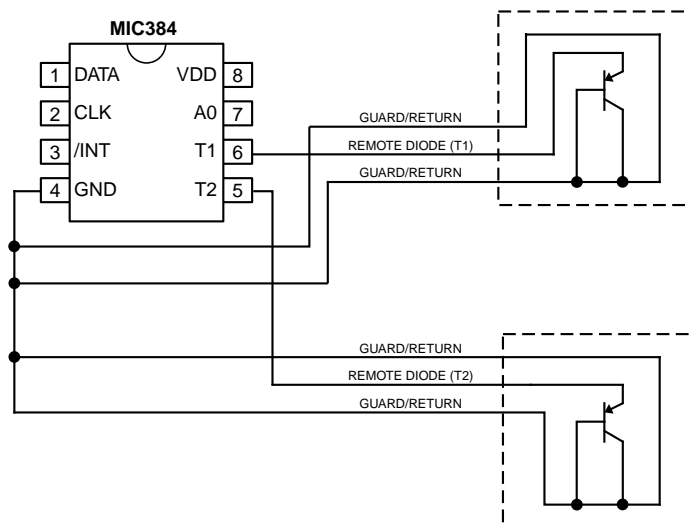 MIC384
1 DATA VDD 8
2 CLK A0 7
3 /INT T1 6
4 GND T2 5
GUARD/RETURN
REMOTE DIODE (T1)
GUARD/RETURN
GUARD/RETURN
REMOTE DIODE (T2)
GUARD/RETURN